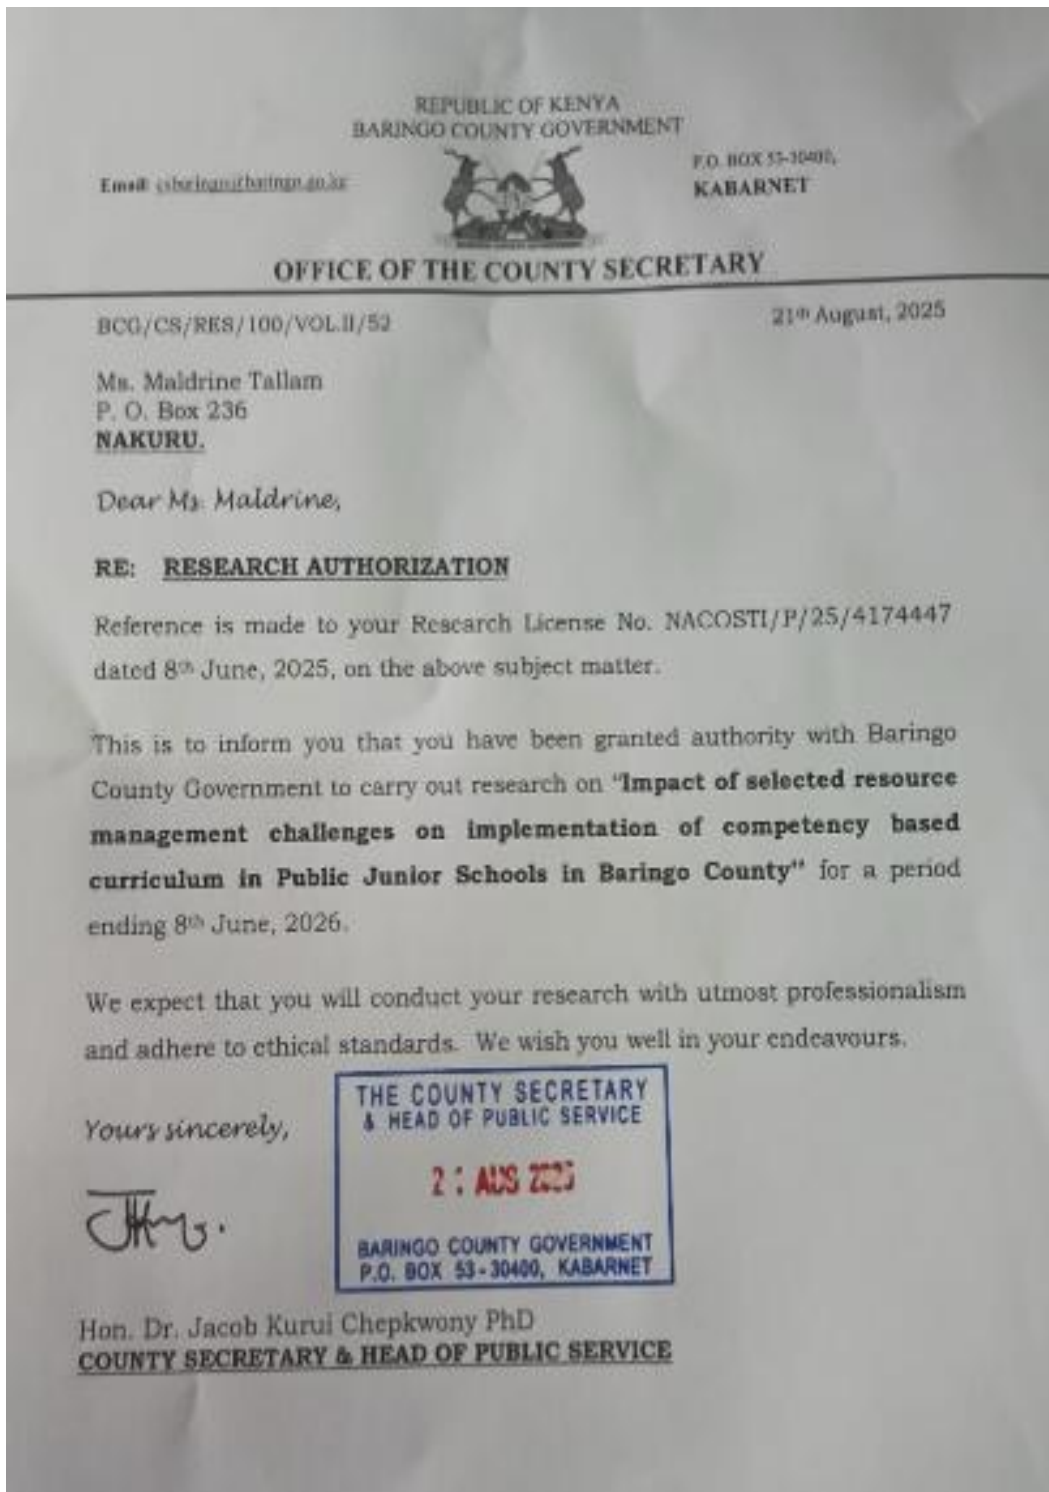 REPUBLIC OF KENYA
BARINGO COUNTY GOVERNMENT
Email:
P.O. BOX 53-30400,
KABARNET
OFFICE OF THE COUNTY SECRETARY
BCG/CS/RES/100/VOL.II/52
21th August, 2025
Ms. Maldrine Tallam
P. O. Box 236
NAKURU.
Dear Ms. Maldrine,
RE: RESEARCH AUTHORIZATION
Reference is made to your Research License No. NACOSTI/P/25/4174447
dated 8th June, 2025, on the above subject matter.
This is to inform you that you have been granted authority with Baringo
County Government to carry out research on "Impact of selected resource
management challenges on implementation of competency based
curriculum in Public Junior Schools in Baringo County" for a period
ending 8th June, 2026.
We expect that you will conduct your research with utmost professionalism
and adhere to ethical standards. We wish you well in your endeavours.
Yours sincerely,
THE COUNTY SECRETARY
& HEAD OF PUBLIC SERVICE
BARINGO COUNTY GOVERNMENT
P.O. BOX 53-30400, KABARNET
Hon. Dr. Jacob Kurui Chepkwony PhD
COUNTY SECRETARY & HEAD OF PUBLIC SERVICE